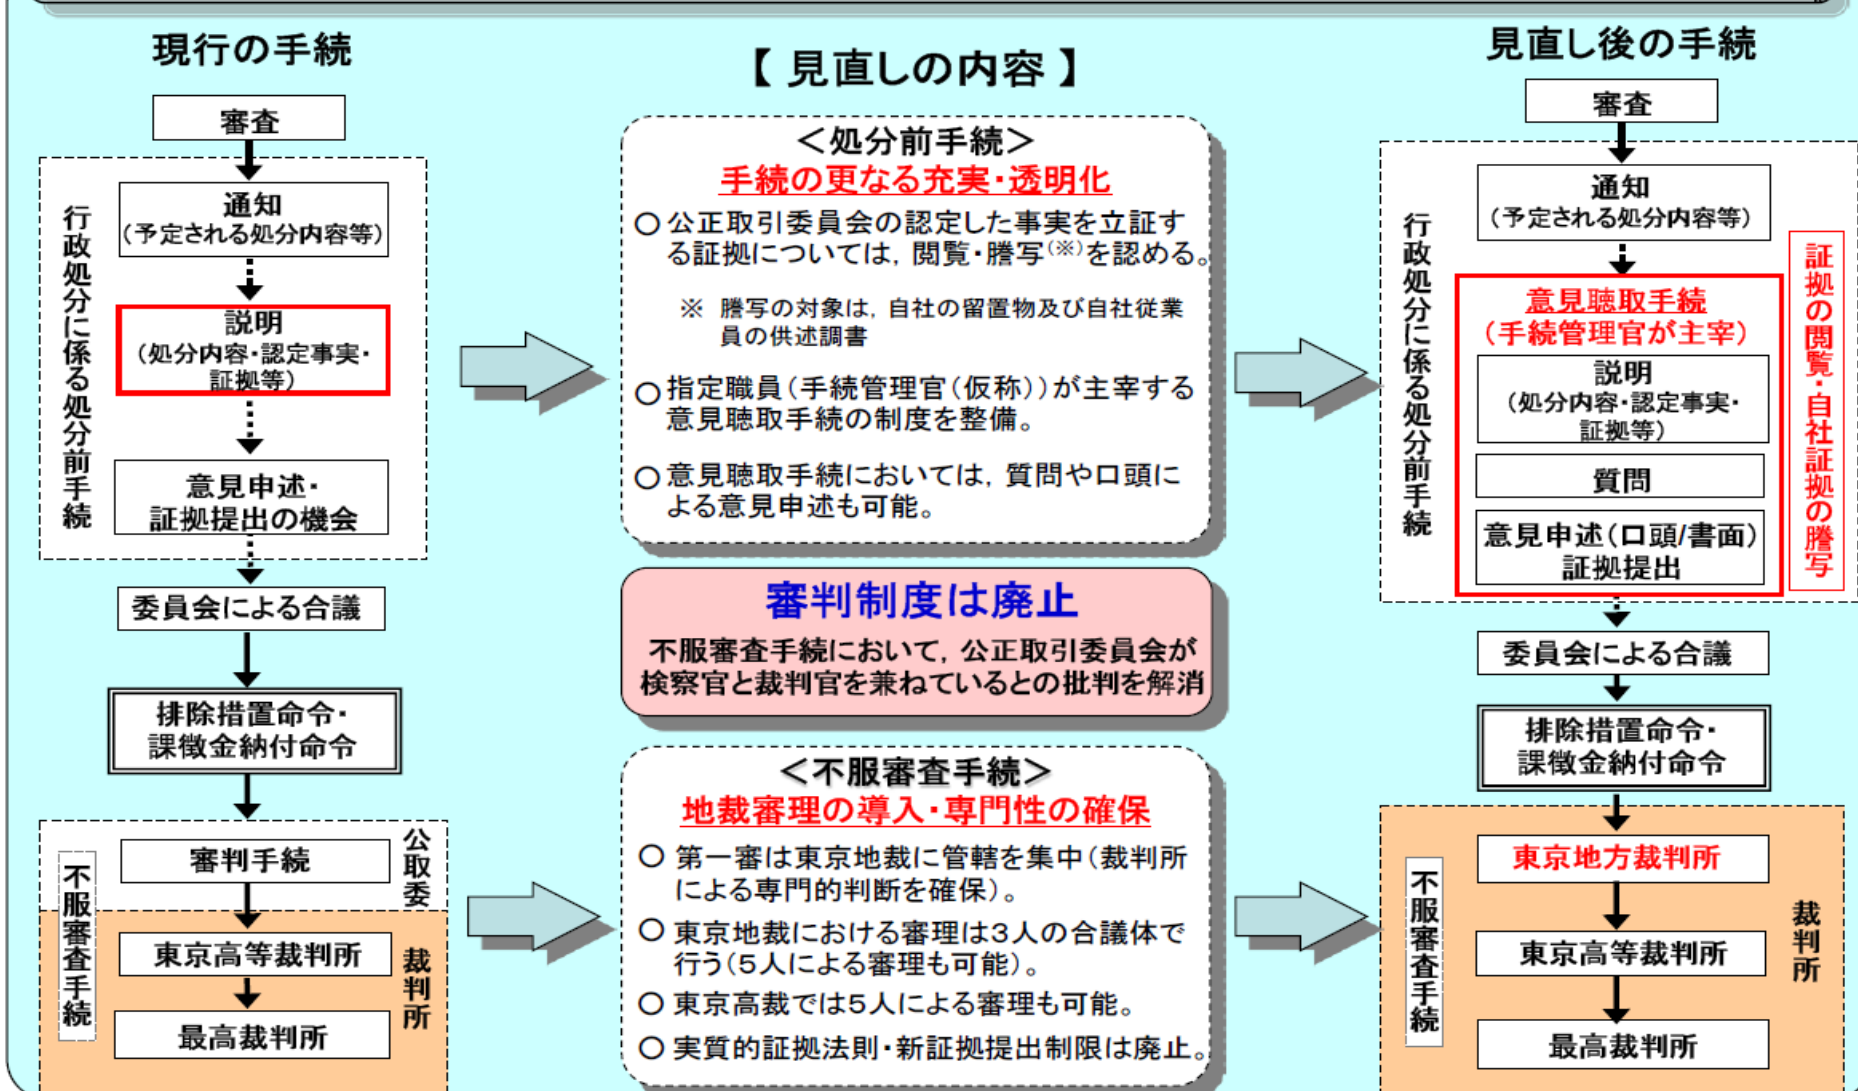 現行の手続
審査
行政処分に係る処分前手続
通知
（予定される処分内容等）
説明
（処分内容・認定事実・
証拠等）
意見申述・
証拠提出の機会
委員会による合議
排除措置命令・
課徴金納付命令
不服審査手続
審判手続
公取委
東京高等裁判所
最高裁判所
裁判所
【 見直しの内容 】
＜処分前手続＞
手続の更なる充実・透明化
○ 公正取引委員会の認定した事実を立証す
る証拠については，閲覧・謄写(※)を認める。
※ 謄写の対象は，自社の留置物及び自社従業
員の供述調書
○ 指定職員（手続管理官（仮称））が主宰する
意見聴取手続の制度を整備。
○ 意見聴取手続においては，質問や口頭に
よる意見申述も可能。
審判制度は廃止
不服審査手続において，公正取引委員会が
検察官と裁判官を兼ねているとの批判を解消
＜不服審査手続＞
地裁審理の導入・専門性の確保
○ 第一審は東京地裁に管轄を集中（裁判所
による専門的判断を確保）。
○ 東京地裁における審理は３人の合議体で
行う（５人による審理も可能）。
○ 東京高裁では５人による審理も可能。
○ 実質的証拠法則・新証拠提出制限は廃止。
見直し後の手続
審査
行政処分に係る処分前手続
通知
（予定される処分内容等）
意見聴取手続
（手続管理官が主宰）
説明
（処分内容・認定事実・
証拠等）
質問
意見申述（口頭/書面）
証拠提出
証拠の閲覧・自社証拠の謄写
委員会による合議
排除措置命令・
課徴金納付命令
不服審査手続
東京地方裁判所
東京高等裁判所
最高裁判所
裁判所